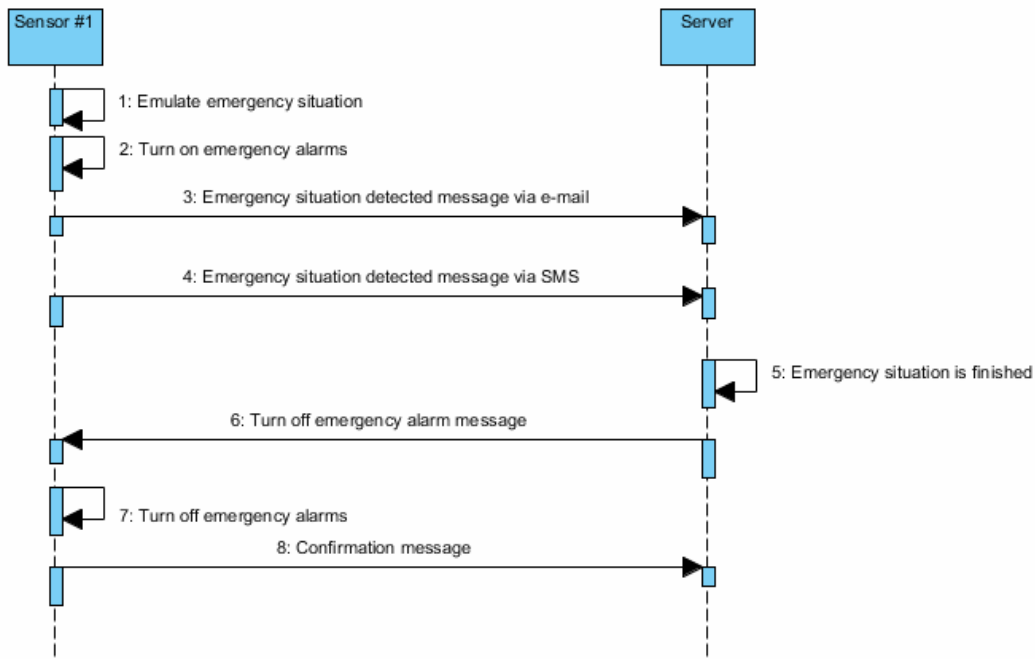 Sensor #1
Server
1: Emulate emergency situation
2: Turn on emergency alarms
3: Emergency situation detected message via e-mail
4: Emergency situation detected message via SMS
5: Emergency situation is finished
6: Turn off emergency alarm message
7: Turn off emergency alarms
8: Confirmation message